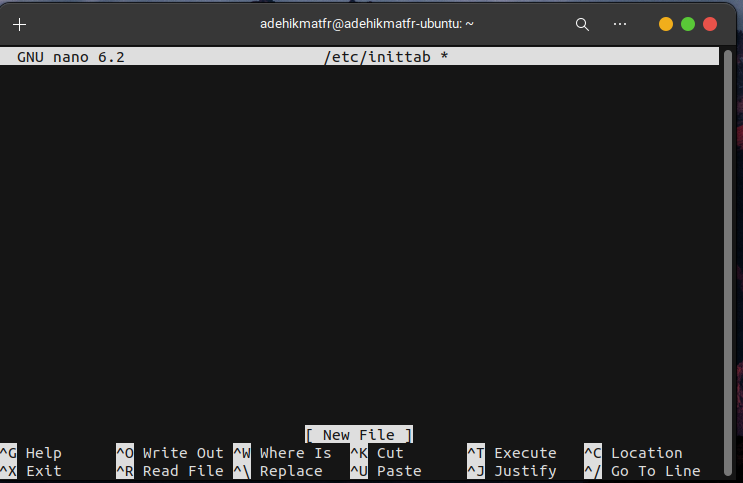 adehikmatfr@adehikmatfr-ubuntu: ~
GNU nano 6.2 /etc/inittab *
[ New File ]
^G Help ^O Write Out ^W Where Is ^K Cut ^T Execute ^C Location
^X Exit ^R Read File ^\ Replace ^U Paste ^J Justify ^/ Go To Line